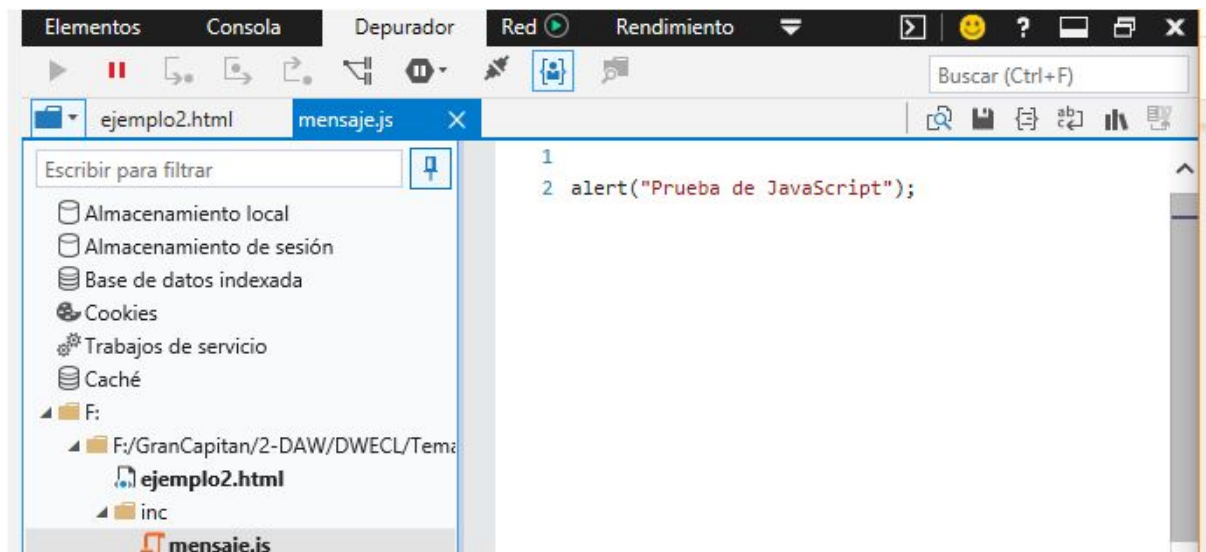 Elementos Consola Depurador Red Rendimiento ?
Buscar (Ctrl+F)
ejemplo2.html mensaje.js
Escribir para filtrar
Almacenamiento local
Almacenamiento de sesión
Base de datos indexada
Cookies
Trabajos de servicio
Caché
F:
F:/GranCapitan/2-DAW/DWECL/Tema
ejemplo2.html
inc
mensaje.js
1
2 alert("Prueba de JavaScript");